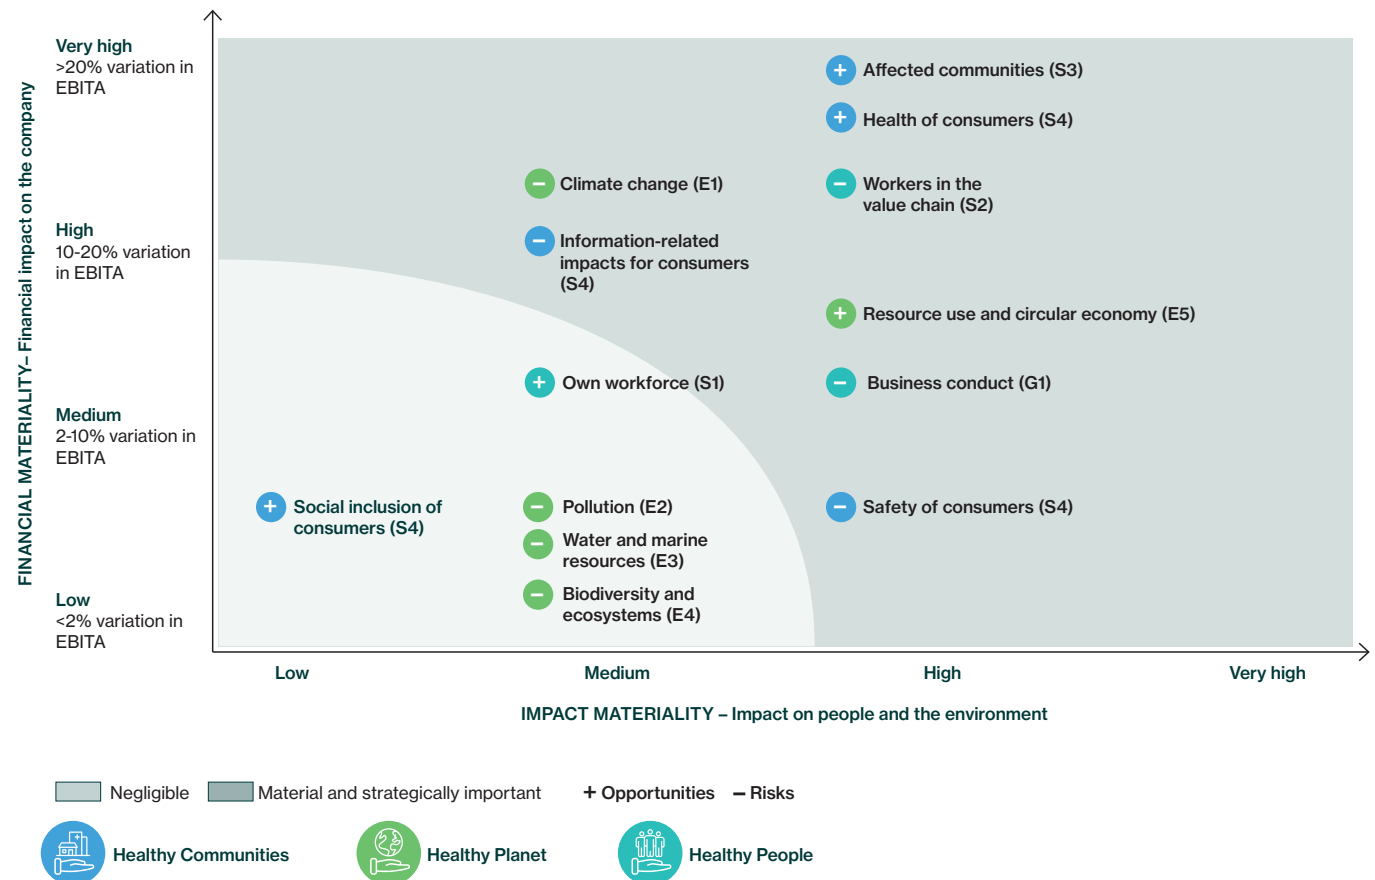 FINANCIAL MATERIALITY– Financial impact on the company
Very high
>20% variation in
EBITA
High
10-20% variation
in EBITA
Medium
2-10% variation in
EBITA
Low
<2% variation in
EBITA
+ Affected communities (S3)
+ Health of consumers (S4)
– Climate change (E1)
– Workers in the
value chain (S2)
– Information-related
impacts for consumers
(S4)
+ Resource use and circular economy (E5)
+ Own workforce (S1)
– Business conduct (G1)
+ Social inclusion of
consumers (S4)
– Pollution (E2)
– Safety of consumers (S4)
– Water and marine
resources (E3)
– Biodiversity and
ecosystems (E4)
Low
Medium
High
Very high
IMPACT MATERIALITY – Impact on people and the environment
Negligible
Material and strategically important
+ Opportunities
– Risks
Healthy Communities
Healthy Planet
Healthy People